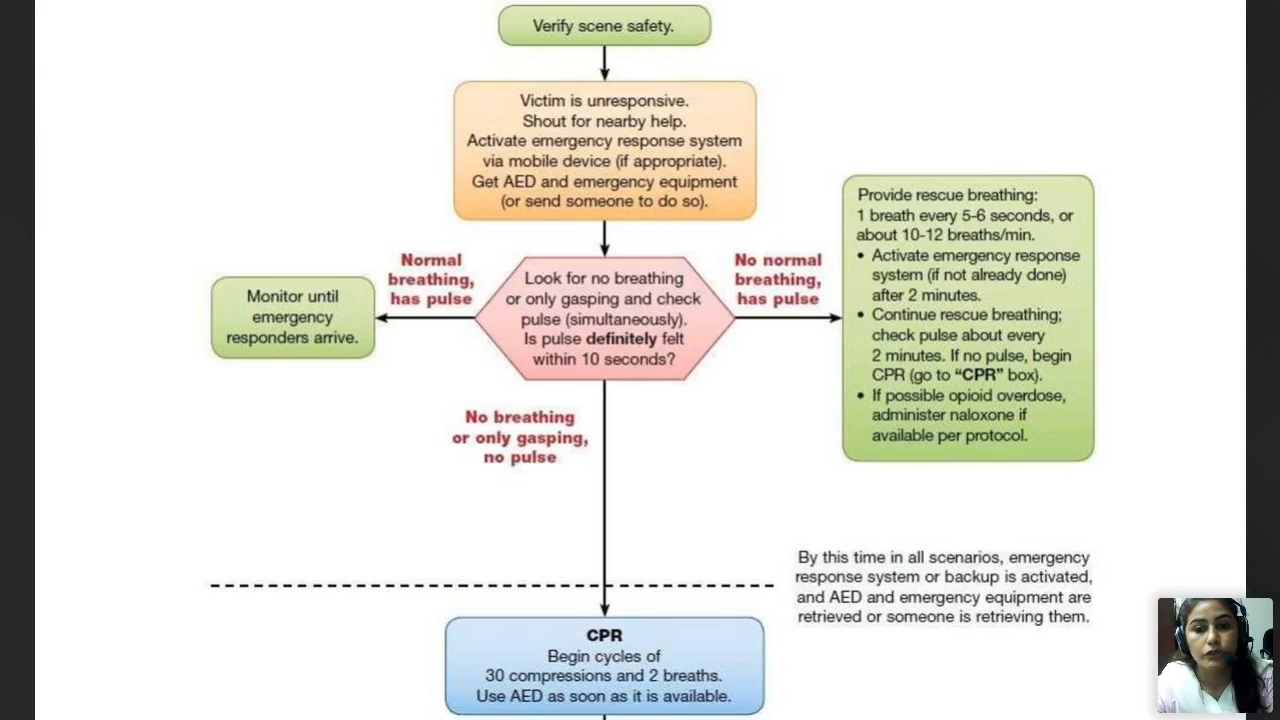 Verify scene safety.
Victim is unresponsive.
Shout for nearby help.
Activate emergency response system
via mobile device (if appropriate).
Get AED and emergency equipment
(or send someone to do so).
Normal
breathing,
has pulse
Look for no breathing
or only gasping and check
pulse (simultaneously).
Is pulse definitely felt
within 10 seconds?
No normal
breathing,
has pulse
Monitor until
emergency
responders arrive.
Provide rescue breathing:
1 breath every 5-6 seconds, or
about 10-12 breaths/min.
• Activate emergency response
system (if not already done)
after 2 minutes.
• Continue rescue breathing;
check pulse about every
2 minutes. If no pulse, begin
CPR (go to “CPR” box).
• If possible opioid overdose,
administer naloxone if
available per protocol.
No breathing
or only gasping,
no pulse
By this time in all scenarios, emergency
response system or backup is activated,
and AED and emergency equipment are
retrieved or someone is retrieving them.
CPR
Begin cycles of
30 compressions and 2 breaths.
Use AED as soon as it is available.